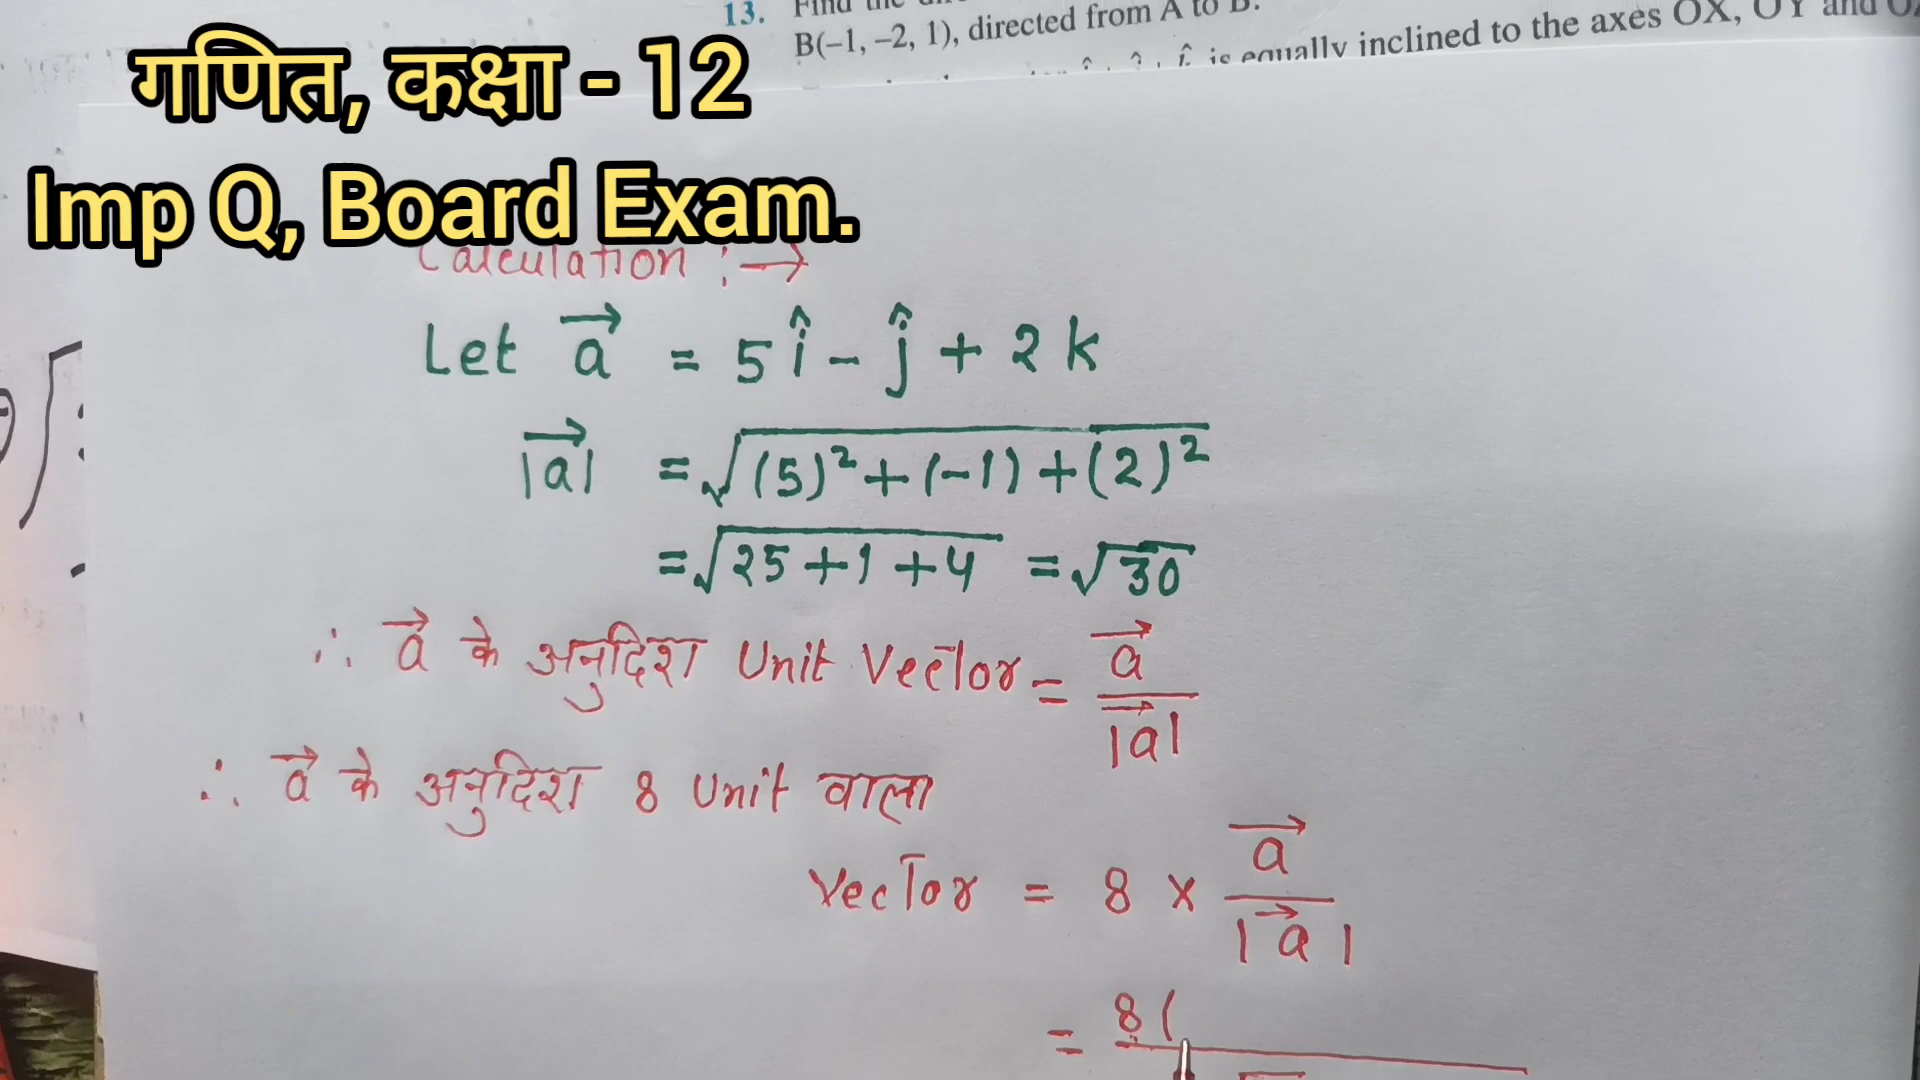 13. Find the
B(–1, –2, 1), directed from A to B.
is equally inclined to the axes OX, OY and
गणित, कक्षा - 12
Imp Q, Board Exam.
Calculation :→
Let a⃗ = 5î - ĵ + 2k
|a⃗| = √((5)² + (-1) + (2)²)
= √(25+1+4) = √30
∴ a⃗ के अनुदिश Unit Vector = a⃗/|a⃗|
∴ a⃗ के अनुदिश 8 Unit वाला
Vector = 8 × a⃗/|a⃗|
= 8(